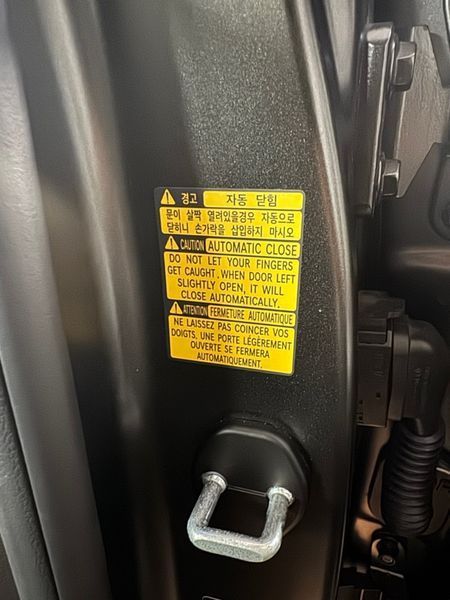 경고 자동 닫힘
문이 살짝 열려있을경우 자동으로
닫히니 손가락을 삽입하지 마시오
CAUTION AUTOMATIC CLOSE
DO NOT LET YOUR FINGERS
GET CAUGHT. WHEN DOOR LEFT
SLIGHTLY OPEN, IT WILL
CLOSE AUTOMATICALLY.
ATTENTION FERMETURE AUTOMATIQUE
NE LAISSEZ PAS COINCER VOS
DOIGTS. UNE PORTE LÉGÈREMENT
OUVERTE SE FERMERA
AUTOMATIQUEMENT.